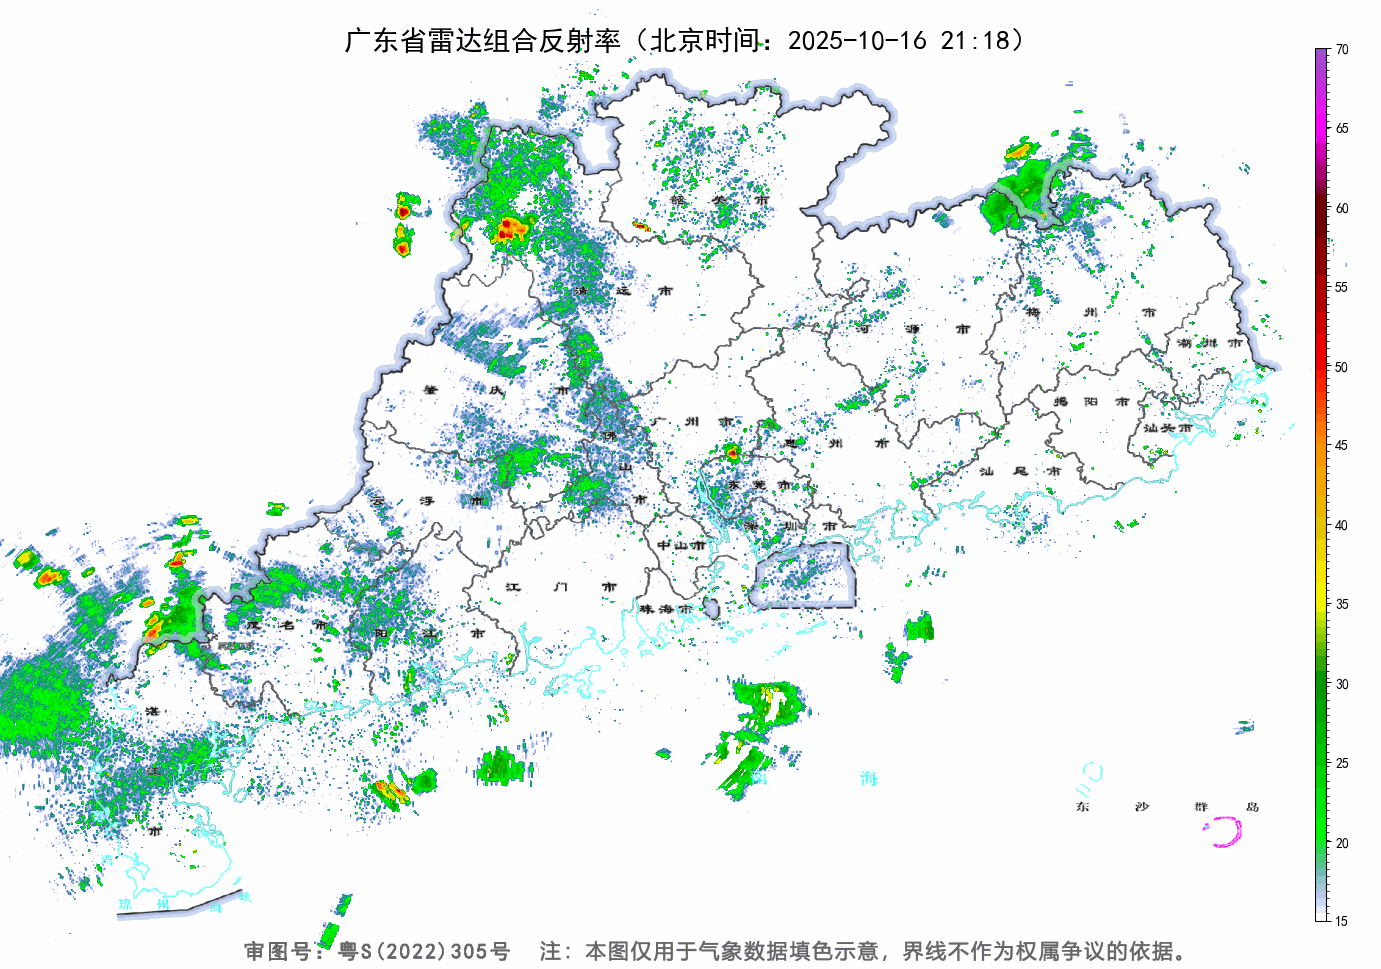 广东省雷达组合反射率（北京时间：2025-10-16 21:18）
70
65
60
55
50
45
40
35
30
25
20
15
韶关市
清远市
河源市
梅州市
潮州市
肇庆市
揭阳市
汕头市
广州市
惠州市
佛山市
汕尾市
东莞市
云浮市
深圳市
中山市
江门市
珠海市
茂名市
阳江市
湛江市
海
东沙群岛
琼州海峡
审图号：粤S(2022)305号 注：本图仅用于气象数据填色示意，界线不作为权属争议的依据。